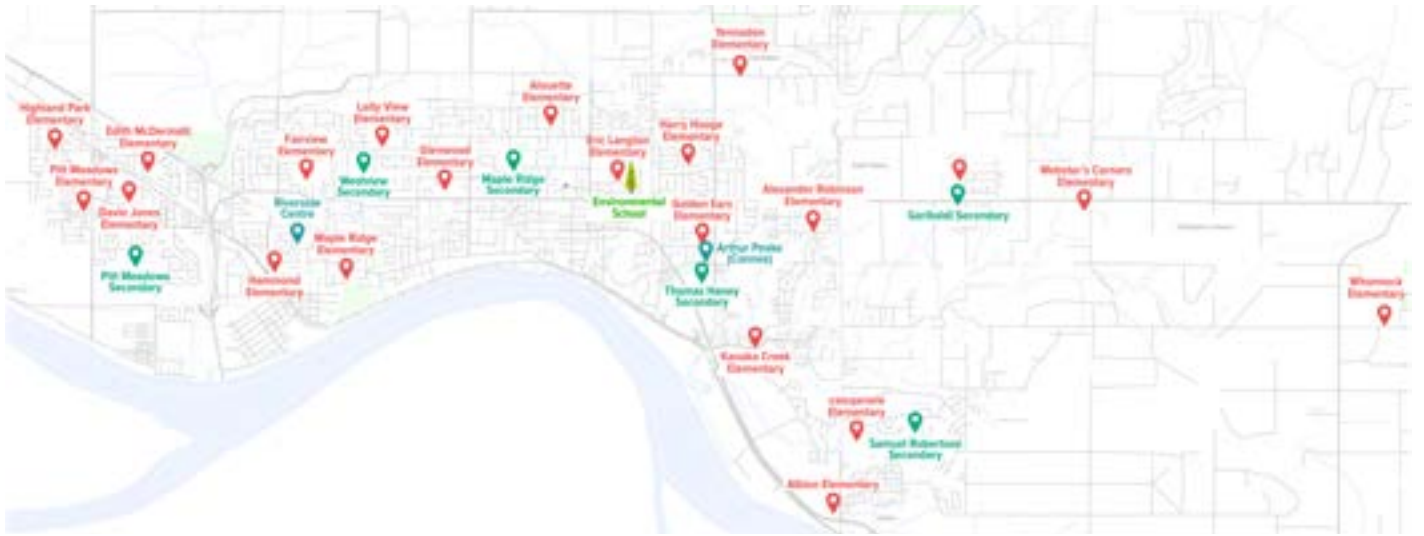 Yennadon
Elementary
Alouette
Elementary
Highland Park
Elementary
Laity View
Elementary
Edith McDermott
Elementary
Fairview
Elementary
Harry Hooge
Elementary
Eric Langton
Elementary
Glenwood
Elementary
Pitt Meadows
Elementary
Westview
Secondary
Maple Ridge
Secondary
Webster's Corners
Elementary
Alexander Robinson
Elementary
Environmental
School
Riverside
Centre
Golden Ears
Elementary
Davie Jones
Elementary
Garibaldi Secondary
Maple Ridge
Elementary
Arthur Peake
(Connex)
Pitt Meadows
Secondary
Hammond
Elementary
Thomas Haney
Secondary
Whonnock
Elementary
Kanaka Creek
Elementary
Elementary
Samuel Robertson
Secondary
Albion Elementary